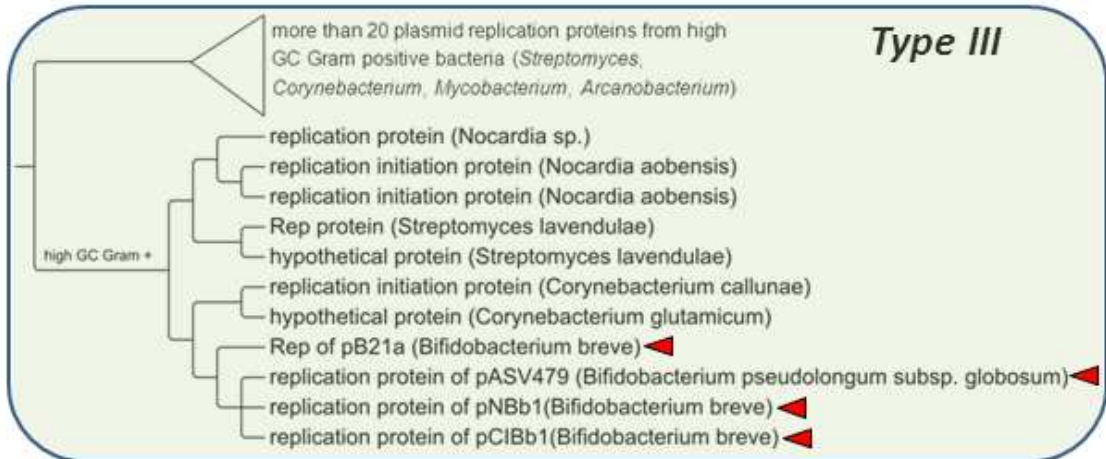 more than 20 plasmid replication proteins from high
GC Gram positive bacteria (Streptomyces,
Corynebacterium, Mycobacterium, Arcanobacterium)
Type III
replication protein (Nocardia sp.)
replication initiation protein (Nocardia aobensis)
replication initiation protein (Nocardia aobensis)
Rep protein (Streptomyces lavendulae)
high GC Gram +
hypothetical protein (Streptomyces lavendulae)
replication initiation protein (Corynebacterium callunae)
hypothetical protein (Corynebacterium glutamicum)
Rep of pB21a (Bifidobacterium breve)
replication protein of pASV479 (Bifidobacterium pseudolongum subsp. globosum)
replication protein of pNBb1(Bifidobacterium breve)
replication protein of pCIBb1(Bifidobacterium breve)